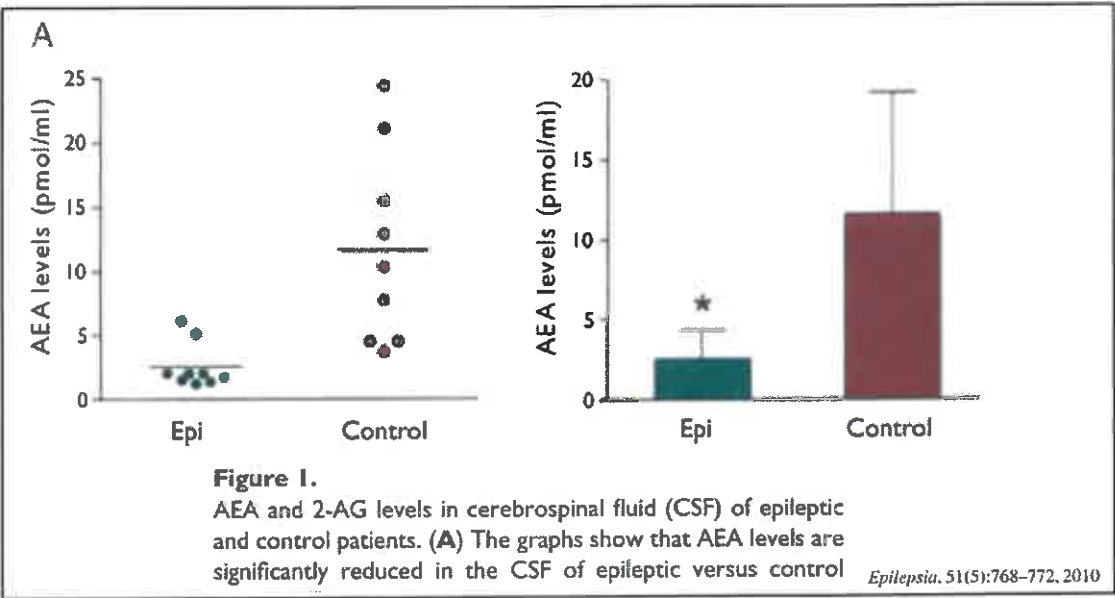 A
AEA levels (pmol/ml)
25
20
15
10
5
0
Epi
Control
AEA levels (pmol/ml)
20
15
10
5
0
*
Epi
Control
Figure 1.
AEA and 2-AG levels in cerebrospinal fluid (CSF) of epileptic
and control patients. (A) The graphs show that AEA levels are
significantly reduced in the CSF of epileptic versus control
Epilepsia, 51(5):768–772, 2010